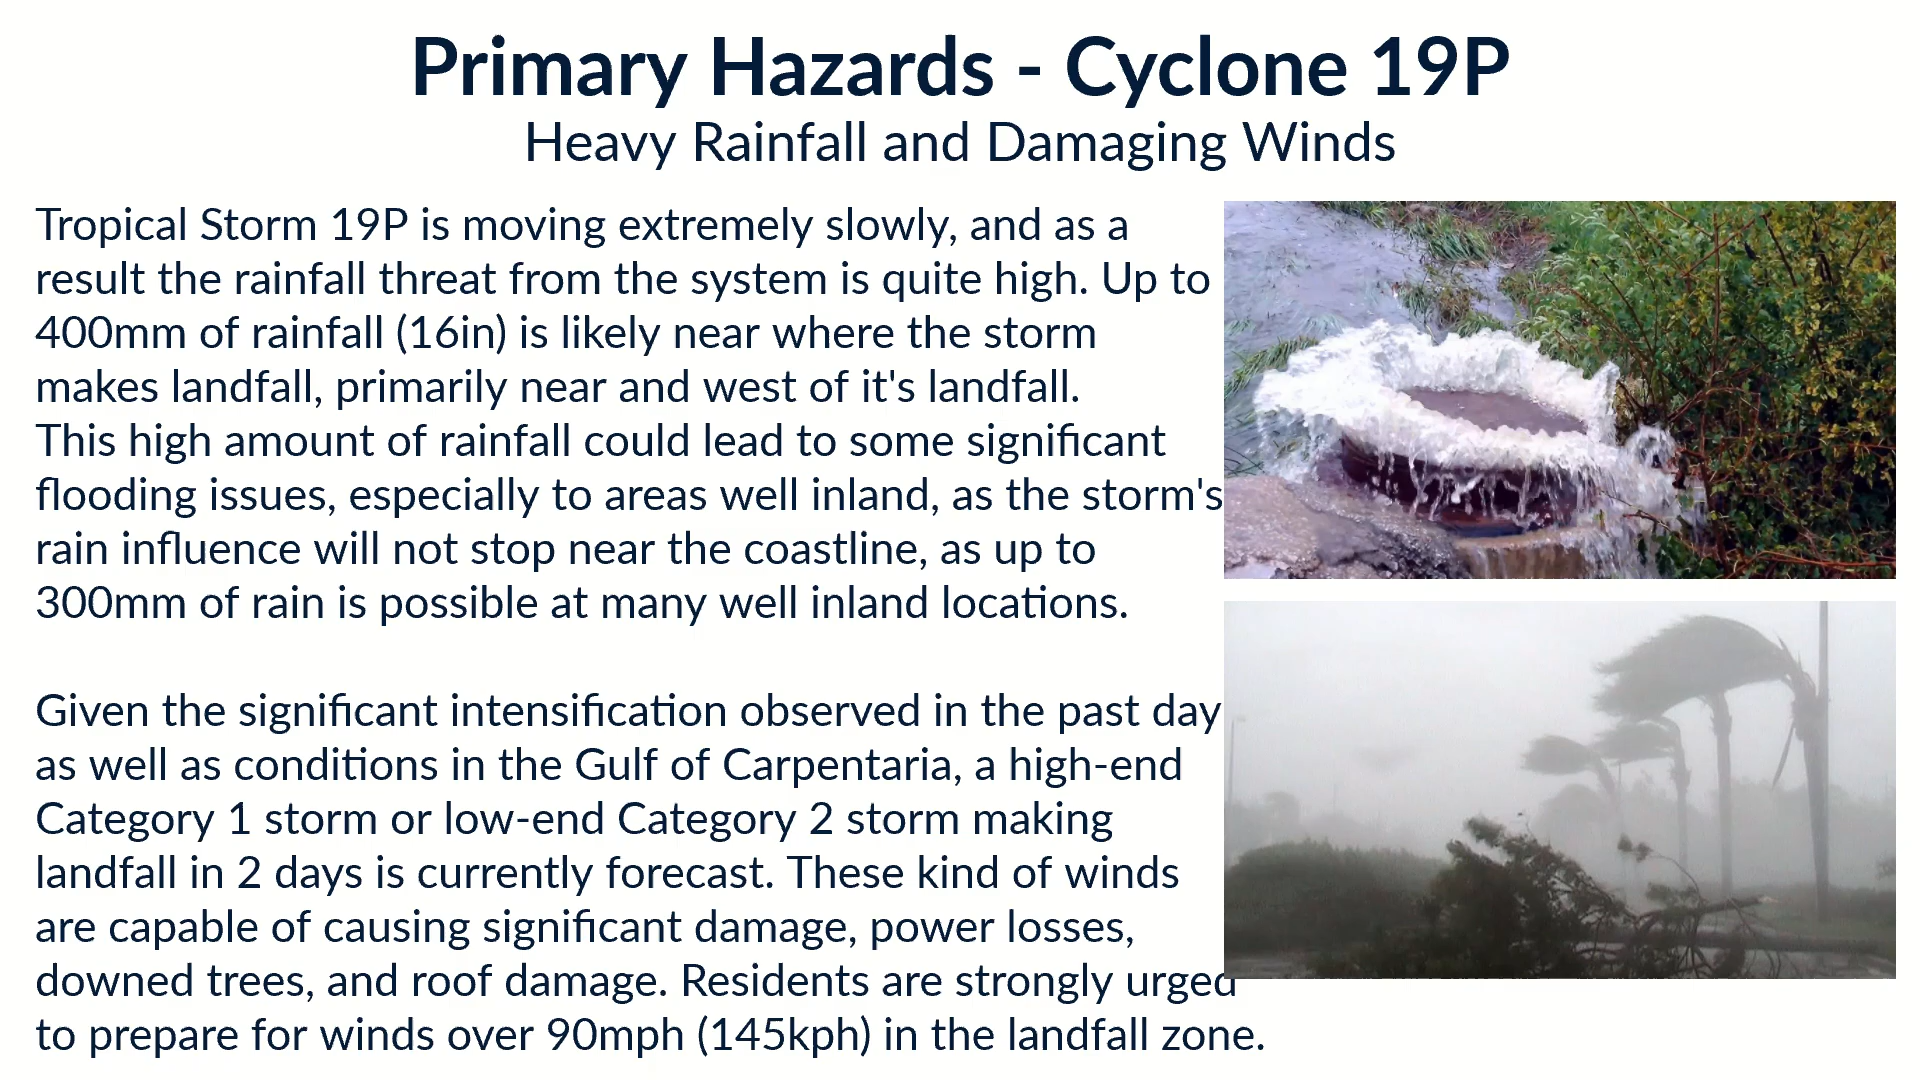 Primary Hazards - Cyclone 19P
Heavy Rainfall and Damaging Winds
Tropical Storm 19P is moving extremely slowly, and as a
result the rainfall threat from the system is quite high. Up to
400mm of rainfall (16in) is likely near where the storm
makes landfall, primarily near and west of it's landfall.
This high amount of rainfall could lead to some significant
flooding issues, especially to areas well inland, as the storm's
rain influence will not stop near the coastline, as up to
300mm of rain is possible at many well inland locations.
Given the significant intensification observed in the past day
as well as conditions in the Gulf of Carpentaria, a high-end
Category 1 storm or low-end Category 2 storm making
landfall in 2 days is currently forecast. These kind of winds
are capable of causing significant damage, power losses,
downed trees, and roof damage. Residents are strongly urged
to prepare for winds over 90mph (145kph) in the landfall zone.